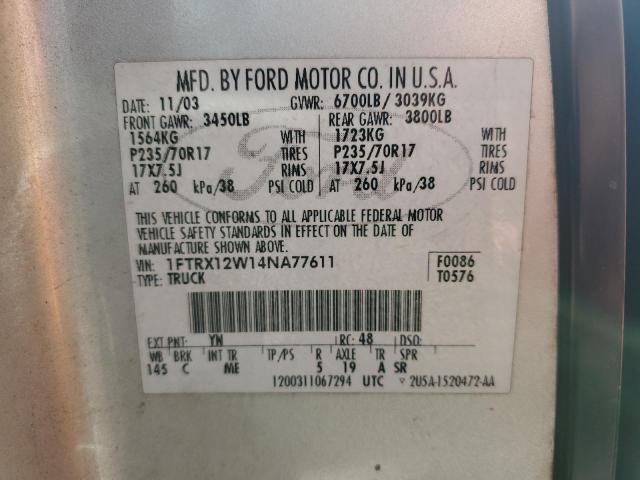 MFD. BY FORD MOTOR CO. IN U.S.A.
DATE: 11/03 GVWR: 6700LB/ 3039KG
FRONT GAWR: 3450LB REAR GAWR: 3800LB
1564KG WITH 1723KG WITH
P235/70R17 TIRES P235/70R17 TIRES
17X7.5J RIMS 17X7.5J RIMS
AT 260 kPa/38 PSI COLD AT 260 kPa/38 PSI COLD
Ford
THIS VEHICLE CONFORMS TO ALL APPLICABLE FEDERAL MOTOR
VEHICLE SAFETY STANDARDS IN EFFECT ON THE DATE OF
MANUFACTURE SHOWN ABOVE.
VIN: 1FTRX12W14NA77611 F0086
TYPE: TRUCK T0576
EXT PNT: YN RC: 48 DSO:
WB BRK INT TR TP/PS R AXLE TR SPR
145 C ME 5 19 A SR
1200311067294 UTC 2U5A-1520472-AA